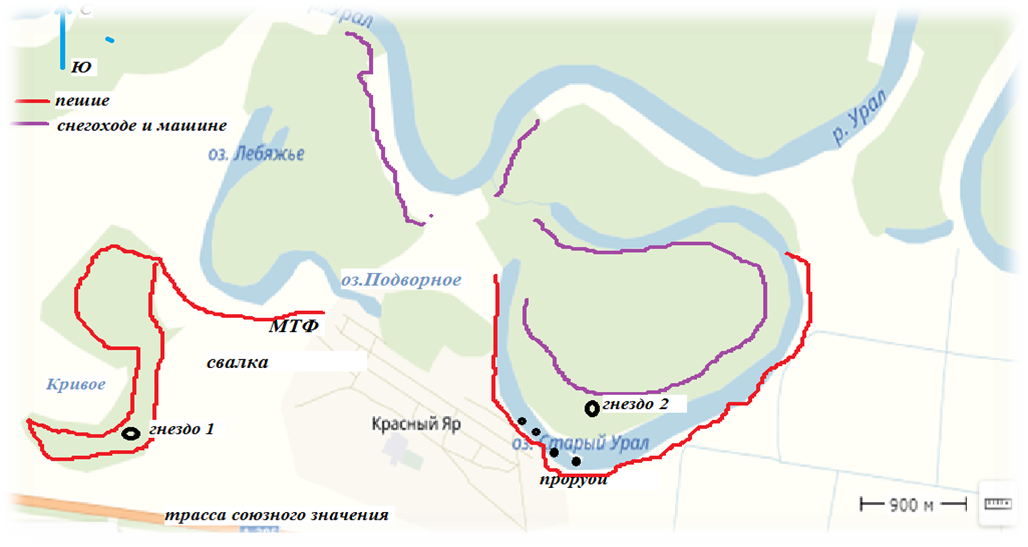 С
р. Урал
Ю
пешие
снегоходе и машине
р. Урал
оз. Лебяжье
оз.Подворное
МТФ
свалка
Кривое
гнездо 2
Красный Яр
гнездо 1
оз. Старый Урал
проруби
900 м
трасса союзного значения